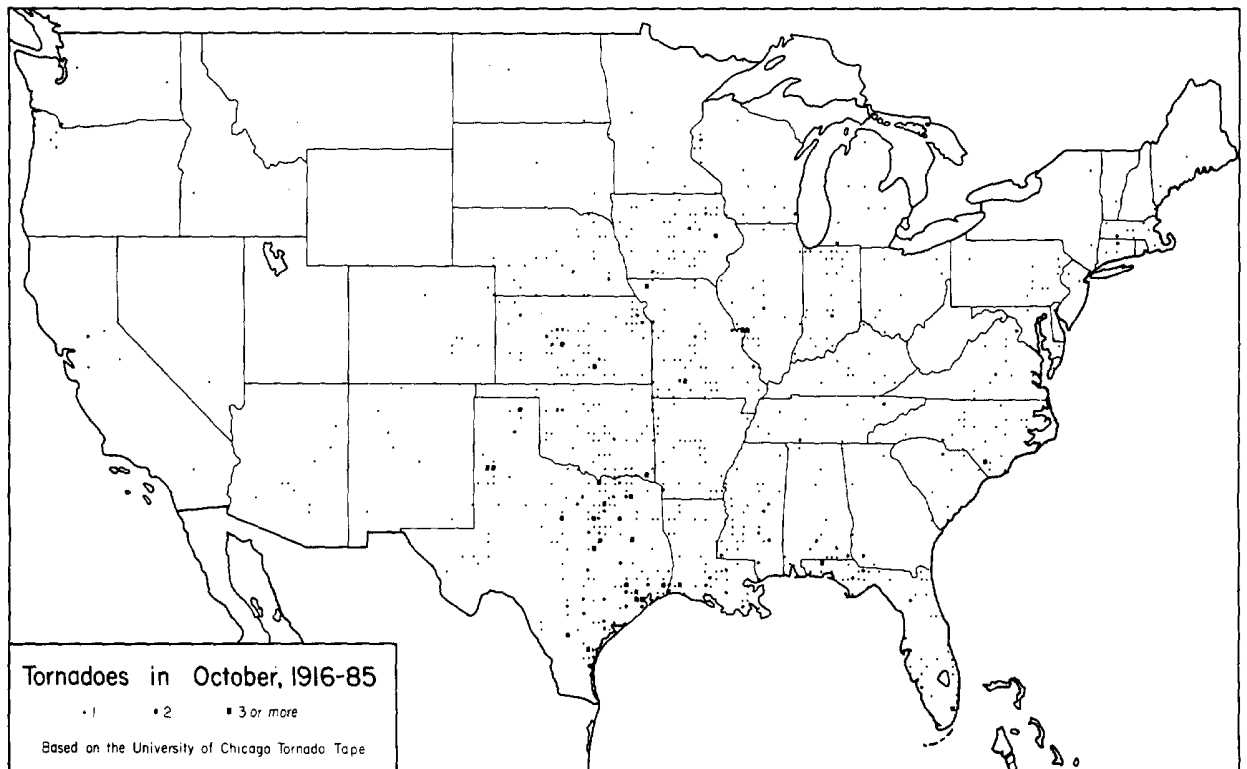 Tornadoes in October, 1916-85
· 1 ▪ 2 ■ 3 or more
Based on the University of Chicago Tornado Tape